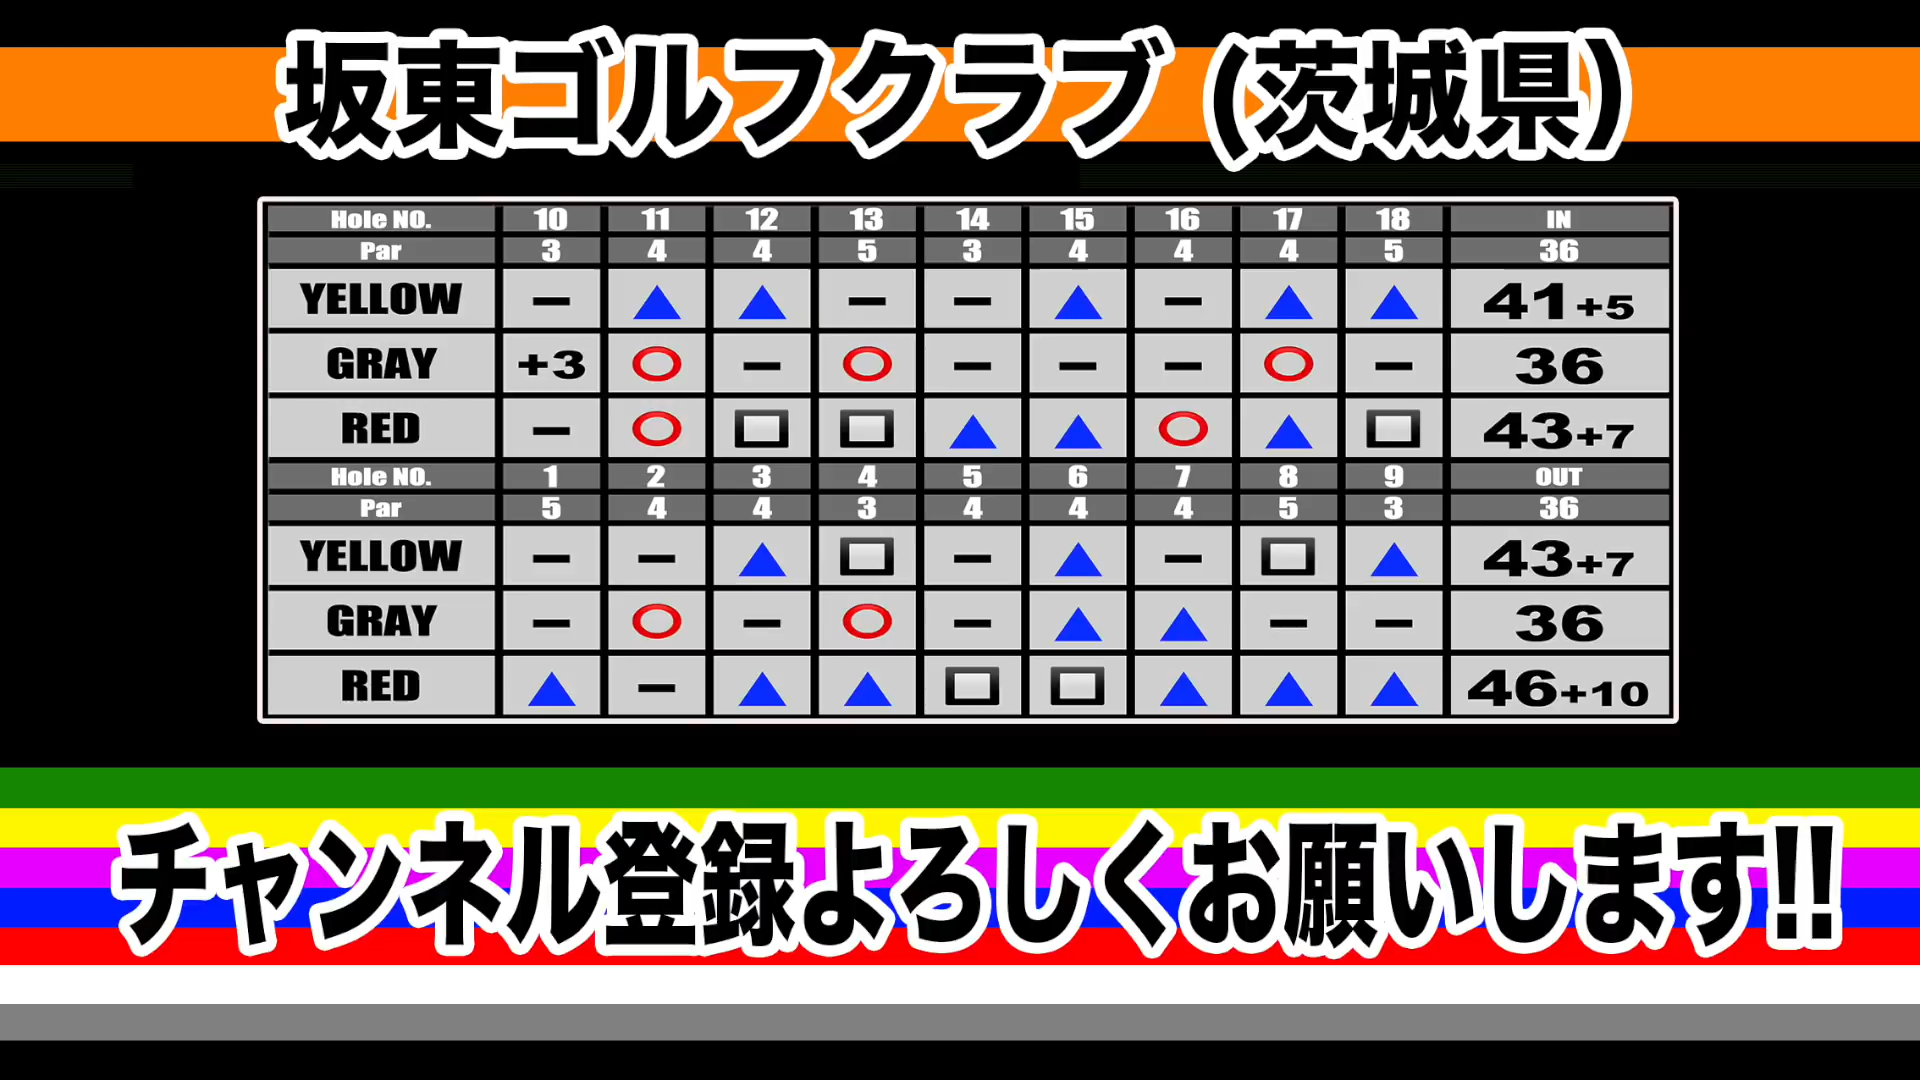 坂東ゴルフクラブ (茨城県)
Hole NO. 10 11 12 13 14 15 16 17 18 IN
Par 3 4 4 5 3 4 4 4 5 36
YELLOW – ▲ ▲ – – ▲ – ▲ ▲ 41+5
GRAY +3 ○ – ○ – – – ○ – 36
RED – ○ □ □ ▲ ▲ ○ ▲ □ 43+7
Hole NO. 1 2 3 4 5 6 7 8 9 OUT
Par 5 4 4 3 4 4 4 5 3 36
YELLOW – – ▲ □ – ▲ – □ ▲ 43+7
GRAY – ○ – ○ – ▲ ▲ – – 36
RED ▲ – ▲ ▲ □ □ ▲ ▲ ▲ 46+10
チャンネル登録よろしくお願いします!!